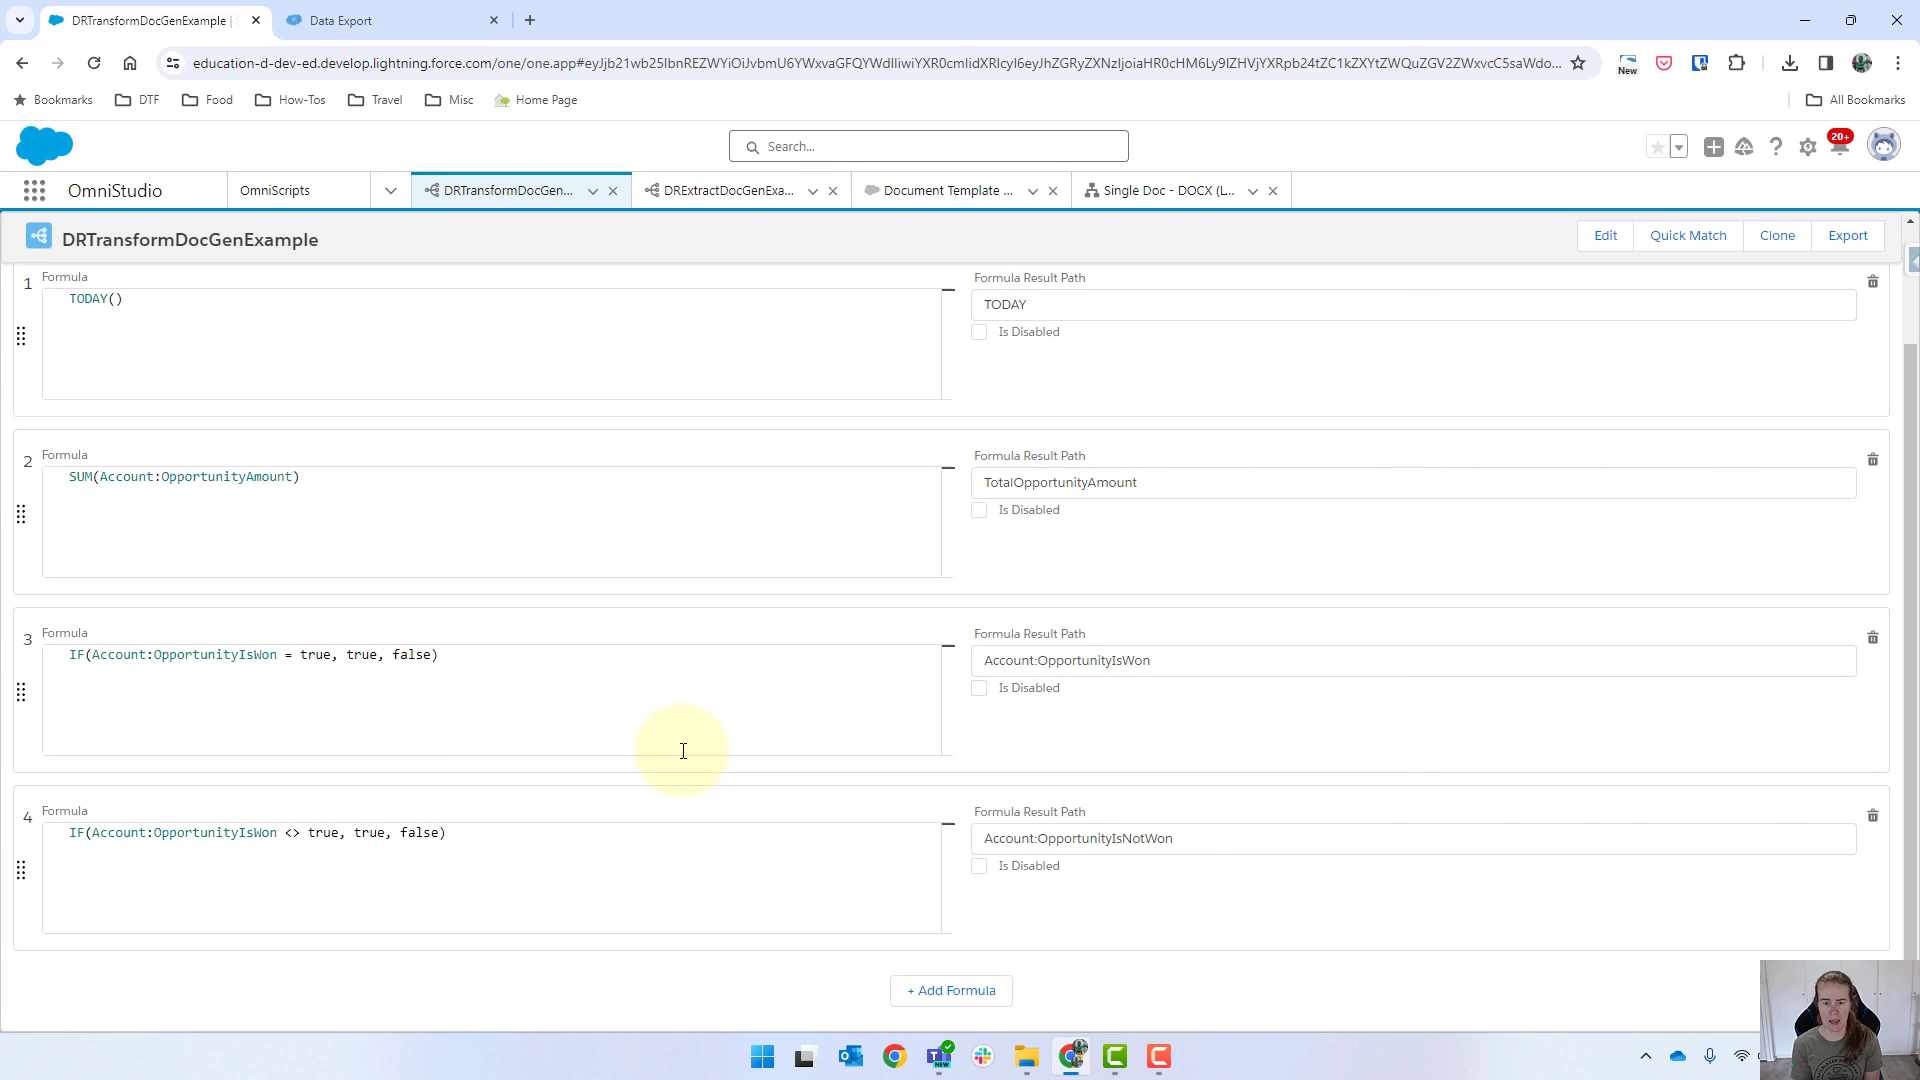 DRTransformDocGenExample |
Data Export
education-d-dev-ed.develop.lightning.force.com/one/one.app#eyJjb21wb25lbnREZWYiOiJvbmU6YWxvaGFQYWdlIiwiYXR0cmlidXRlcyI6eyJhZGRyZXNzIjoiaHR0cHM6Ly9lZHVjYXRpb24tZC1kZXYtZWQuZGV2ZWxvcC5saWdo...
New
Bookmarks
DTF
Food
How-Tos
Travel
Misc
Home Page
All Bookmarks
Search...
20+
OmniStudio
OmniScripts
DRTransformDocGen...
DRExtractDocGenExa...
Document Template ...
Single Doc - DOCX (L...
DRTransformDocGenExample
Edit
Quick Match
Clone
Export
1
Formula
TODAY()
Formula Result Path
TODAY
Is Disabled
2
Formula
SUM(Account:OpportunityAmount)
Formula Result Path
TotalOpportunityAmount
Is Disabled
3
Formula
IF(Account:OpportunityIsWon = true, true, false)
Formula Result Path
Account:OpportunityIsWon
Is Disabled
4
Formula
IF(Account:OpportunityIsWon <> true, true, false)
Formula Result Path
Account:OpportunityIsNotWon
Is Disabled
+ Add Formula
NEW